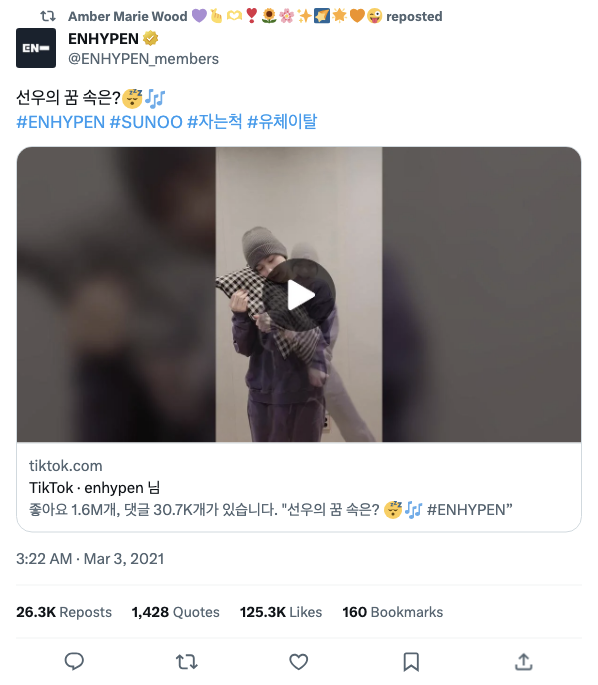 Amber Marie Wood 💜🫰🫶❣️🌻🌸✨🌠⭐🧡😜 reposted
EN-
ENHYPEN
@ENHYPEN_members
선우의 꿈 속은?😴🎶
#ENHYPEN #SUNOO #자는척 #유체이탈
tiktok.com
TikTok · enhypen 님
좋아요 1.6M개, 댓글 30.7K개가 있습니다. "선우의 꿈 속은? 😴🎶 #ENHYPEN”
3:22 AM · Mar 3, 2021
26.3K Reposts 1,428 Quotes 125.3K Likes 160 Bookmarks